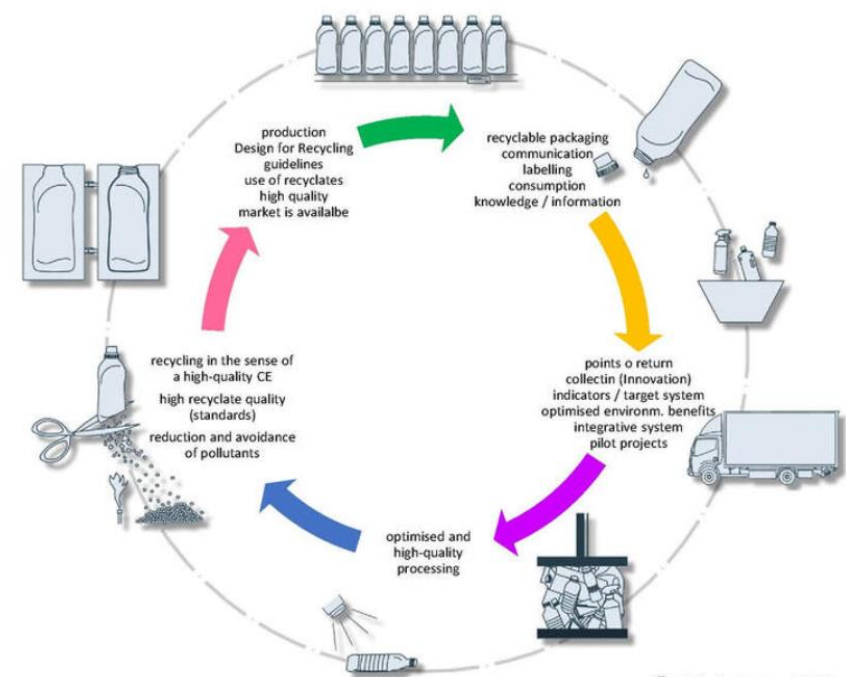 production
Design for Recycling
guidelines
use of recyclates
high quality
market is availalbe
recyclable packaging
communication
labelling
consumption
knowledge / information
points o return
collectin (Innovation)
indicators / target system
optimised environm. benefits
integrative system
pilot projects
optimised and
high-quality
processing
recycling in the sense of
a high-quality CE
high recyclate quality
(standards)
reduction and avoidance
of pollutants